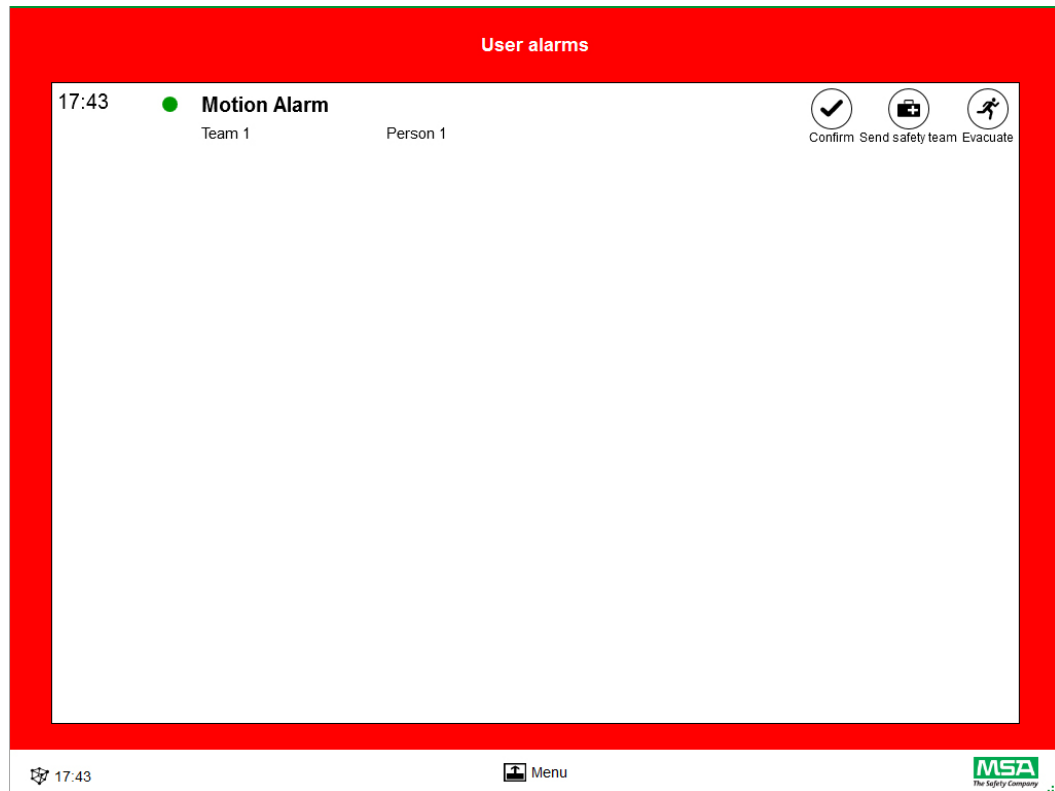 User alarms
17:43 Motion Alarm
Team 1 Person 1
Confirm Send safety team Evacuate
17:43 Menu
MSA
The Safety Company